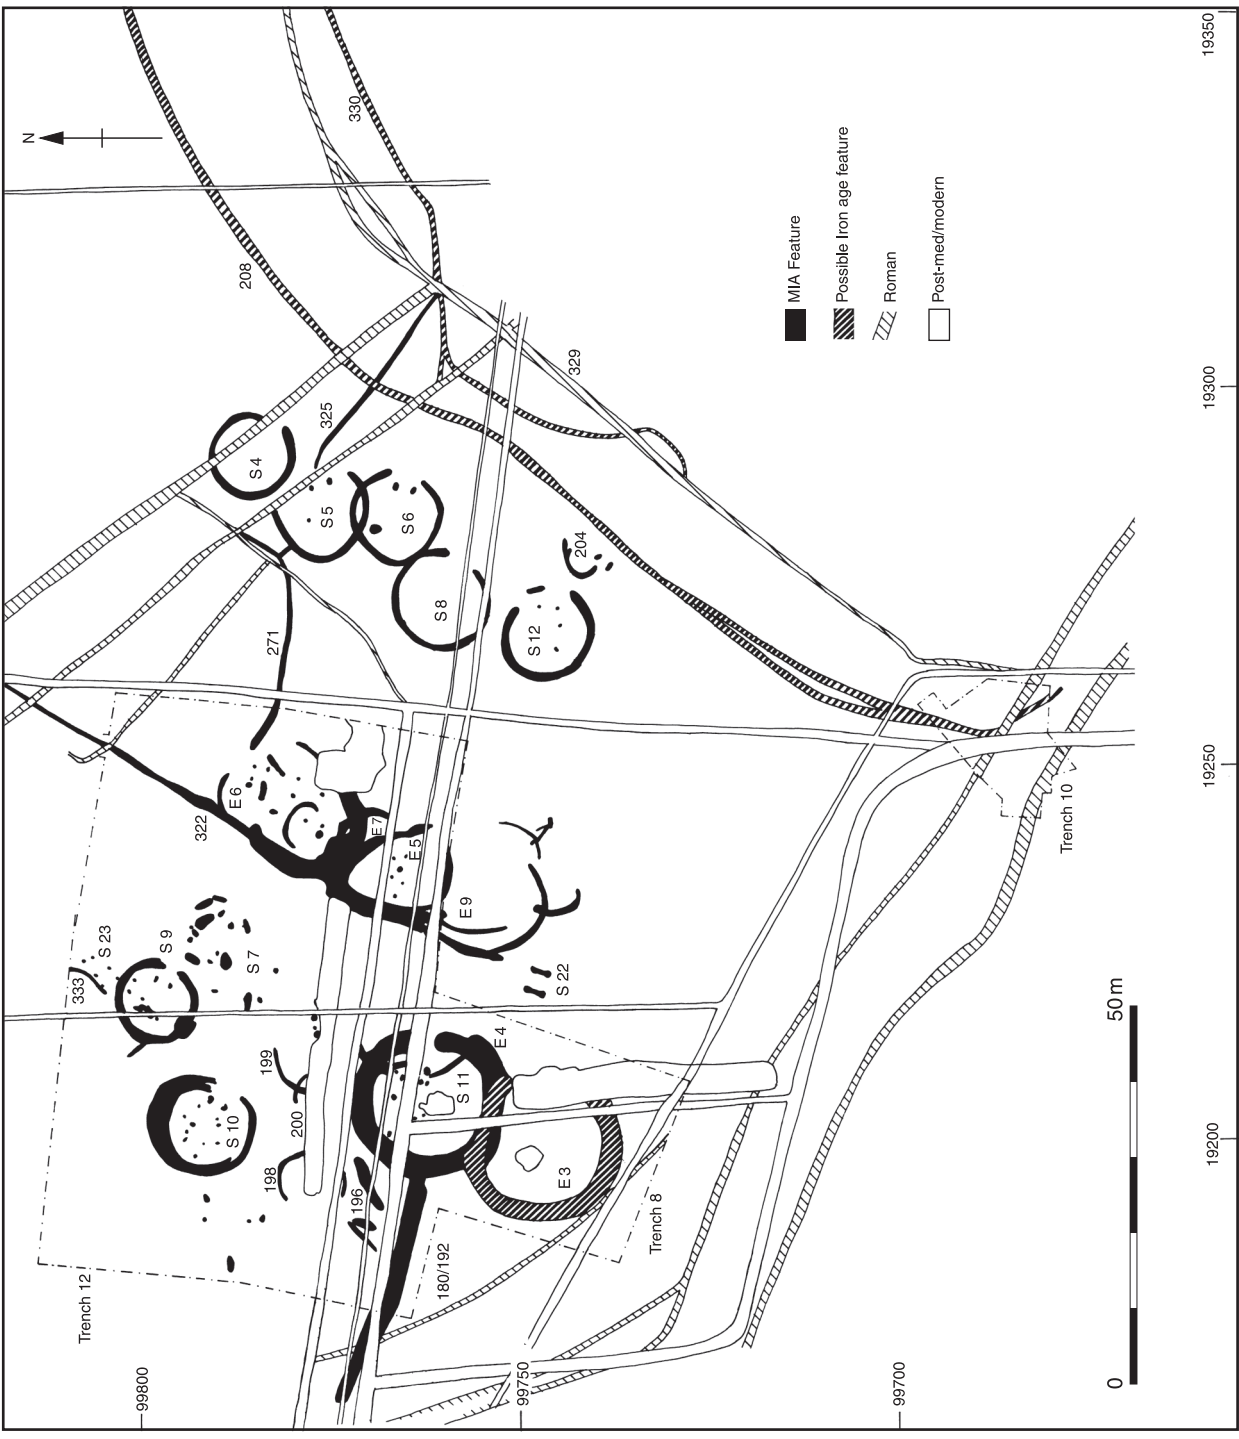 N
330
208
325
329
S 4
S 5
S 6
S 8
S 12
204
271
322
E 6
E 7
E 5
E 9
S 23
333
S 9
S 7
S 22
S 10
199
200
198
196
E 4
S 11
E 3
180/192
Trench 12
Trench 8
Trench 10
MIA Feature
Possible Iron age feature
Roman
Post-med/modern
0
50 m
99800
99750
99700
19350
19300
19250
19200